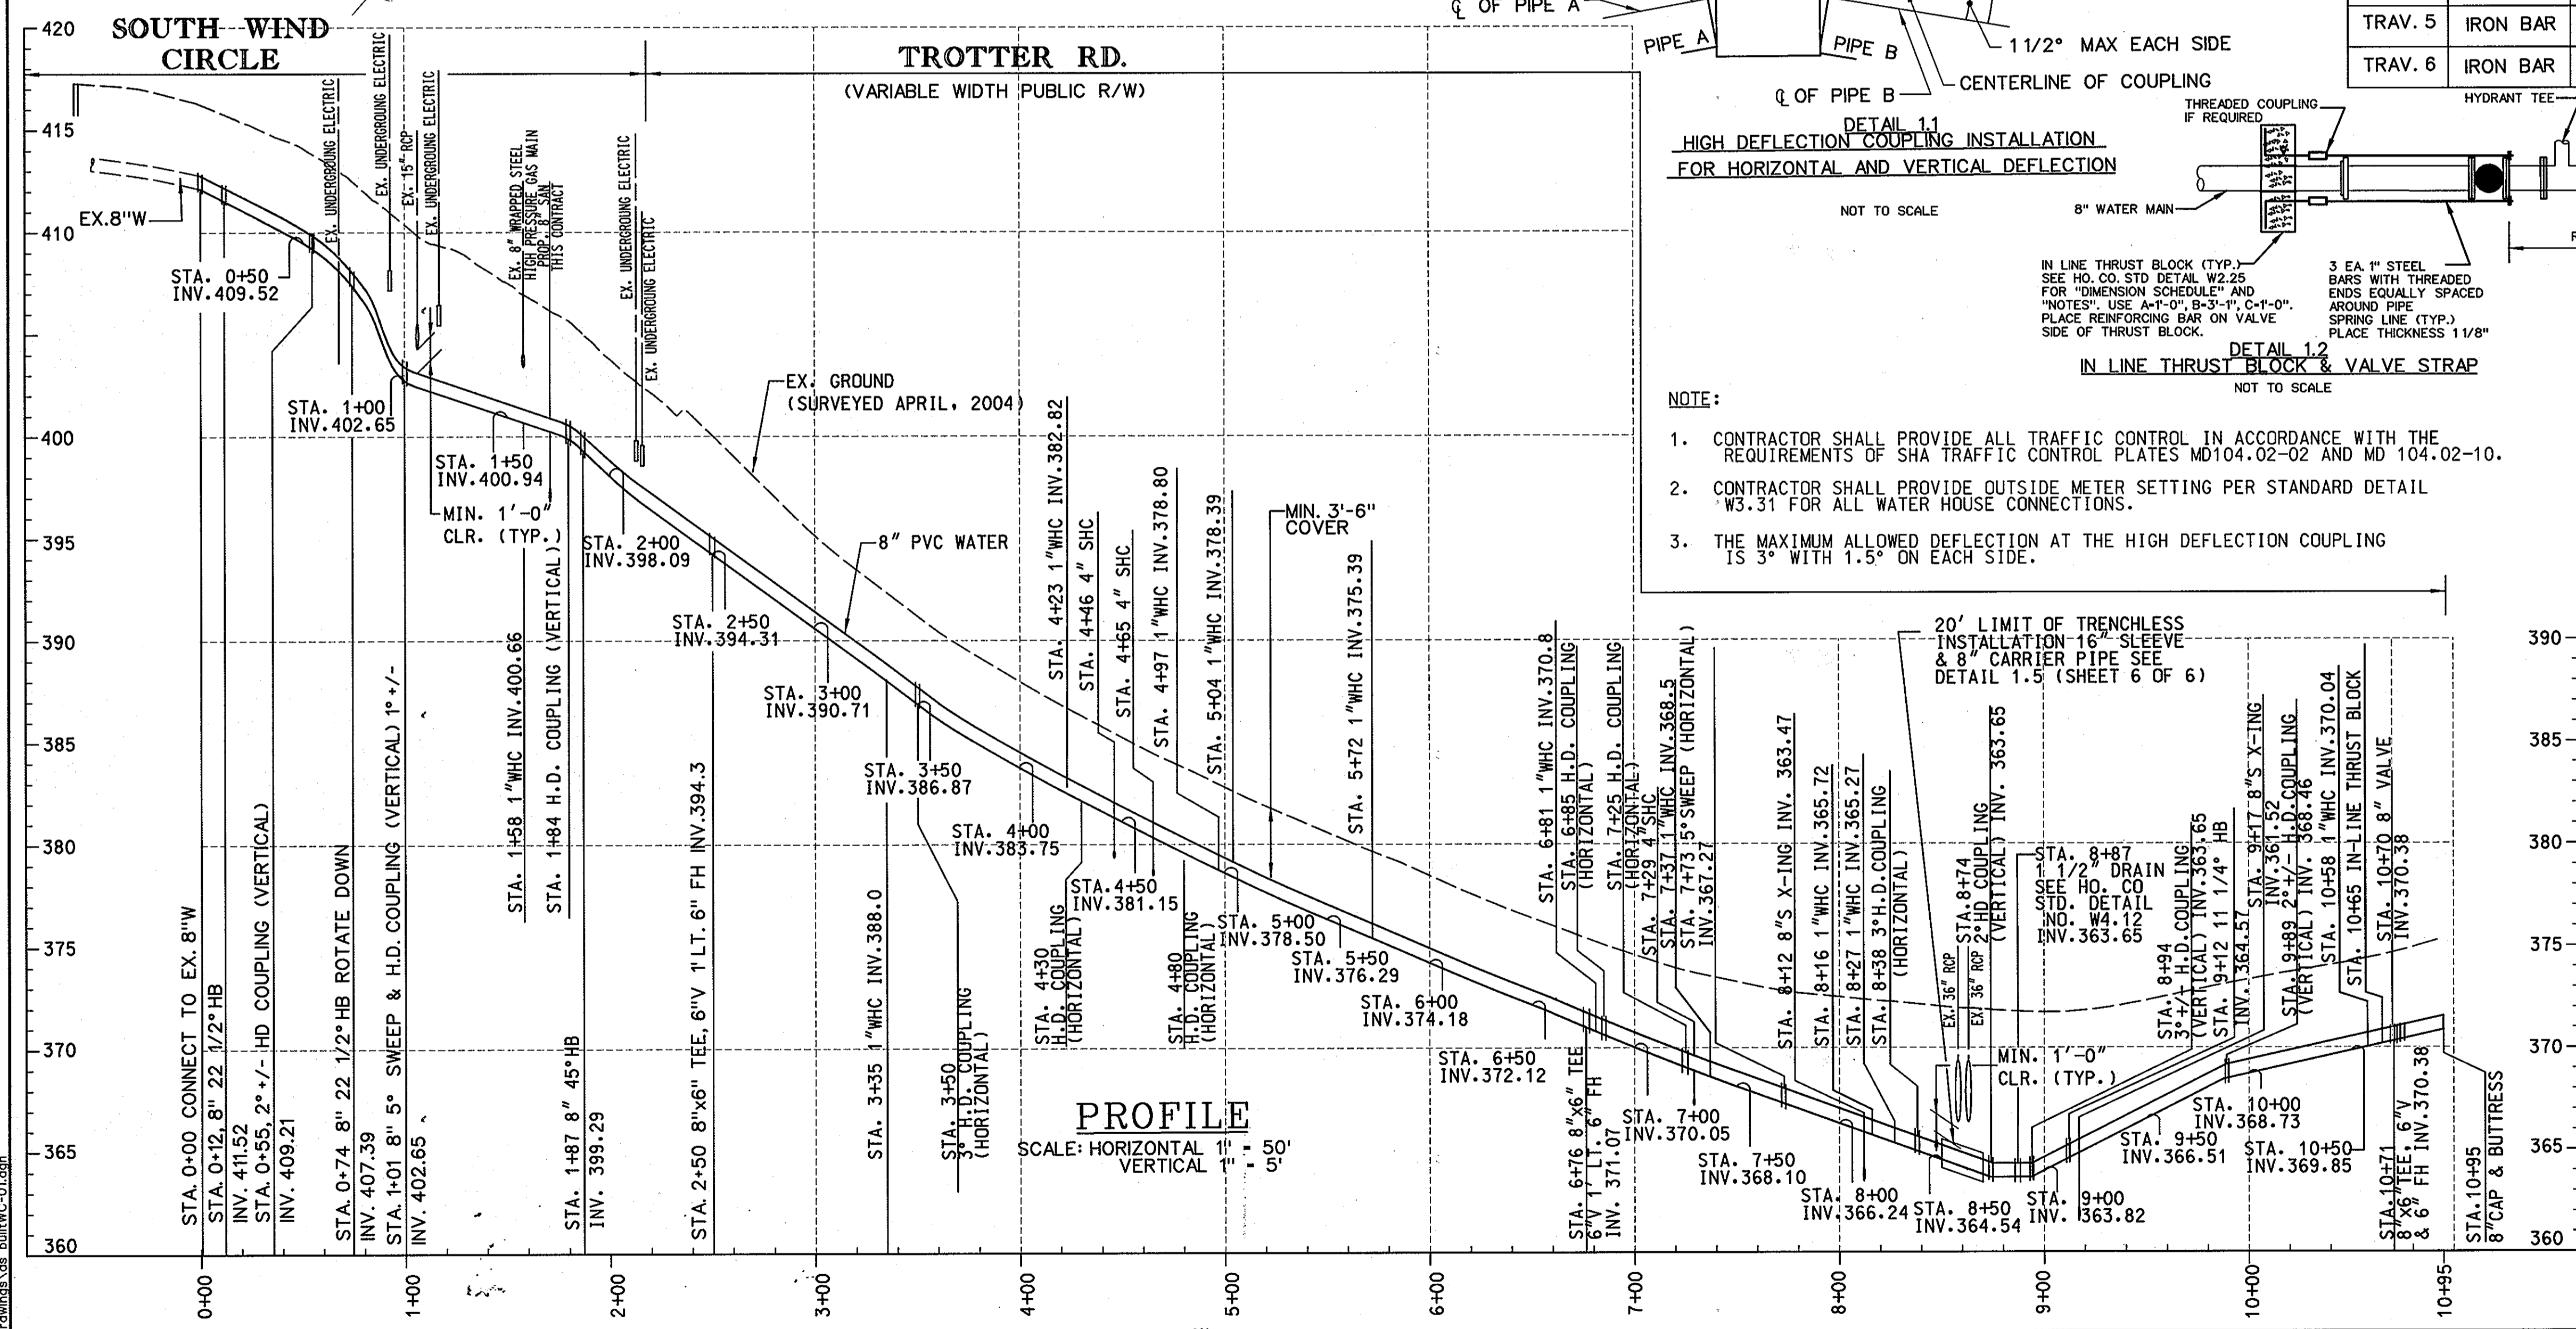 SOUTH WIND
CIRCLE
TROTTER RD.
(VARIABLE WIDTH PUBLIC R/W)
420
415
410
400
395
390
385
380
375
370
365
360
EX.8"W
EX. UNDERGROUNG ELECTRIC
EX. UNDERGROUNG ELECTRIC
EX. 15" RCP
EX. UNDERGROUNG ELECTRIC
EX. 8" WRAPPED STEEL
HIGH PRESSURE GAS MAIN
PROP. 8" SAN
THIS CONTRACT
EX. UNDERGROUNG ELECTRIC
EX. UNDERGROUNG ELECTRIC
STA. 0+50
INV.409.52
STA. 1+00
INV.402.65
STA. 1+50
INV.400.94
MIN. 1'-0"
CLR. (TYP.)
STA. 2+00
INV.398.09
STA. 2+50
INV.394.31
STA. 3+00
INV.390.71
STA. 3+50
INV.386.87
STA. 4+00
INV.383.75
STA.4+50
INV.381.15
STA. 5+00
INV.378.50
STA. 5+50
INV.376.29
STA. 6+00
INV.374.18
STA. 6+50
INV.372.12
STA. 7+00
INV.370.05
STA. 7+50
INV.368.10
STA. 8+00
INV.366.24
STA. 8+50
INV.364.54
STA. 9+00
INV. 363.82
STA. 9+50
INV.366.51
STA. 10+00
INV.368.73
STA. 10+50
INV.369.85
EX. GROUND
(SURVEYED APRIL, 2004)
8" PVC WATER
MIN. 3'-6"
COVER
STA. 0+00 CONNECT TO EX. 8"W
STA. 0+12, 8" 22 1/2°HB
INV. 411.52
STA. 0+55, 2° +/- HD COUPLING (VERTICAL)
INV. 409.21
STA. 0+74 8" 22 1/2°HB ROTATE DOWN
INV. 407.39
STA. 1+01 8" 5° SWEEP & H.D. COUPLING (VERTICAL) 1° +/-
INV. 402.65
STA. 1+58 1"WHC INV.400.66
STA. 1+84 H.D. COUPLING (VERTICAL)
STA. 1+87 8" 45°HB
INV. 399.29
STA. 2+50 8"x6" TEE, 6"V 1'LT. 6" FH INV.394.3
STA. 3+35 1"WHC INV.388.0
STA. 3+50
3° H.D. COUPLING
(HORIZONTAL)
STA. 4+23 1"WHC INV.382.82
STA. 4+30
H.D. COUPLING
(HORIZONTAL)
STA. 4+46 4" SHC
STA. 4+65 4" SHC
STA. 4+97 1"WHC INV.378.80
STA. 4+80
H.D. COUPLING
(HORIZONTAL)
STA. 5+04 1"WHC INV.378.39
STA. 5+72 1"WHC INV.375.39
STA. 6+81 1"WHC INV.370.8
STA. 6+85 H.D. COUPLING
(HORIZONTAL)
STA. 6+76 8"x6" TEE
6"V 1' LT. 6" FH
INV. 371.07
STA. 7+25 H.D. COUPLING
(HORIZONTAL)
STA. 7+29 4"SHC
STA. 7+37 1"WHC INV.368.5
STA. 7+73 5°SWEEP (HORIZONTAL)
INV.367.27
STA. 8+12 8"S X-ING INV. 363.47
STA. 8+16 1"WHC INV.365.72
STA. 8+27 1"WHC INV.365.27
STA. 8+38 3°H.D.COUPLING
(HORIZONTAL)
EX. 36" RCP
EX. 36" RCP
STA.8+74
2°HD COUPLING
(VERTICAL) INV. 363.65
MIN. 1'-0"
CLR. (TYP.)
STA. 8+87
1 1/2" DRAIN
SEE HO. CO
STD. DETAIL
NO. W4.12
INV.363.65
STA. 8+94
3°+/- H.D.COUPLING
(VERTICAL) INV.363.65
STA. 9+12 11 1/4° HB
INV.364.57
STA. 9+17 8"S X-ING
INV.361.52
STA. 9+89 2°+/- H.D.COUPLING
(VERTICAL) INV. 368.46
STA. 10+58 1"WHC INV.370.04
STA. 10+65 IN-LINE THRUST BLOCK
STA. 10+70 8" VALVE
INV.370.38
STA.10+71
8"x6"TEE. 6"V
& 6" FH INV.370.38
STA.10+95
8"CAP & BUTTRESS
20' LIMIT OF TRENCHLESS
INSTALLATION 16" SLEEVE
& 8" CARRIER PIPE SEE
DETAIL 1.5 (SHEET 6 OF 6)
PROFILE
SCALE: HORIZONTAL 1" = 50'
VERTICAL 1" = 5'
0+00
1+00
2+00
3+00
4+00
5+00
6+00
7+00
8+00
9+00
10+00
10+95
390
385
380
375
370
365
360
℄ OF PIPE A
PIPE A
PIPE B
1 1/2° MAX EACH SIDE
CENTERLINE OF COUPLING
℄ OF PIPE B
DETAIL 1.1
HIGH DEFLECTION COUPLING INSTALLATION
FOR HORIZONTAL AND VERTICAL DEFLECTION
NOT TO SCALE
TRAV. 5 IRON BAR
TRAV. 6 IRON BAR
HYDRANT TEE
THREADED COUPLING
IF REQUIRED
8" WATER MAIN
IN LINE THRUST BLOCK (TYP.)
SEE HO. CO. STD DETAIL W2.25
FOR "DIMENSION SCHEDULE" AND
"NOTES". USE A=1'-0", B=3'-1", C=1'-0".
PLACE REINFORCING BAR ON VALVE
SIDE OF THRUST BLOCK.
3 EA. 1" STEEL
BARS WITH THREADED
ENDS EQUALLY SPACED
AROUND PIPE
SPRING LINE (TYP.)
PLACE THICKNESS 1 1/8"
DETAIL 1.2
IN LINE THRUST BLOCK & VALVE STRAP
NOT TO SCALE
NOTE:
1. CONTRACTOR SHALL PROVIDE ALL TRAFFIC CONTROL IN ACCORDANCE WITH THE
REQUIREMENTS OF SHA TRAFFIC CONTROL PLATES MD104.02-02 AND MD 104.02-10.
2. CONTRACTOR SHALL PROVIDE OUTSIDE METER SETTING PER STANDARD DETAIL
W3.31 FOR ALL WATER HOUSE CONNECTIONS.
3. THE MAXIMUM ALLOWED DEFLECTION AT THE HIGH DEFLECTION COUPLING
IS 3° WITH 1.5° ON EACH SIDE.